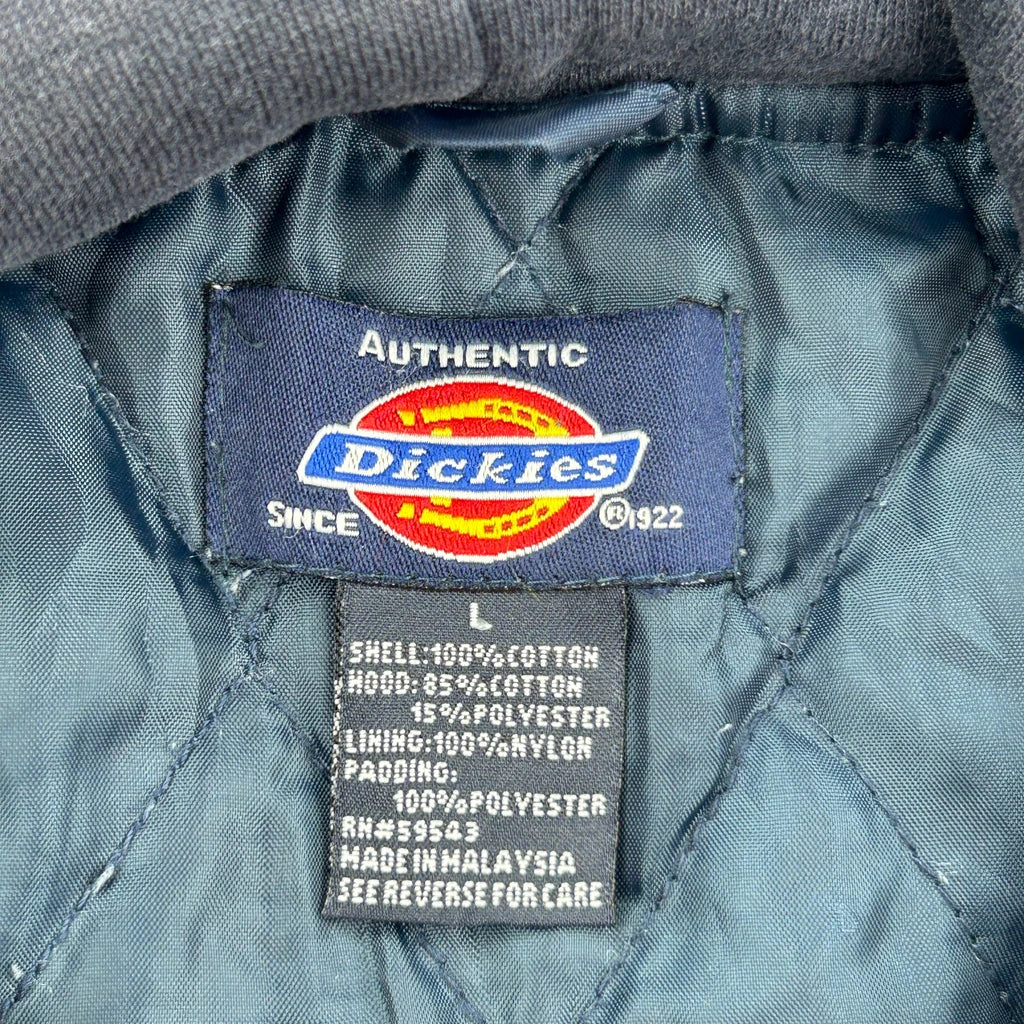 AUTHENTIC
Dickies
SINCE ®1922
L
SHELL:100%COTTON
HOOD:85%COTTON
15%POLYESTER
LINING:100%NYLON
PADDING:
100%POLYESTER
RN#59543
MADE IN MALAYSIA
SEE REVERSE FOR CARE